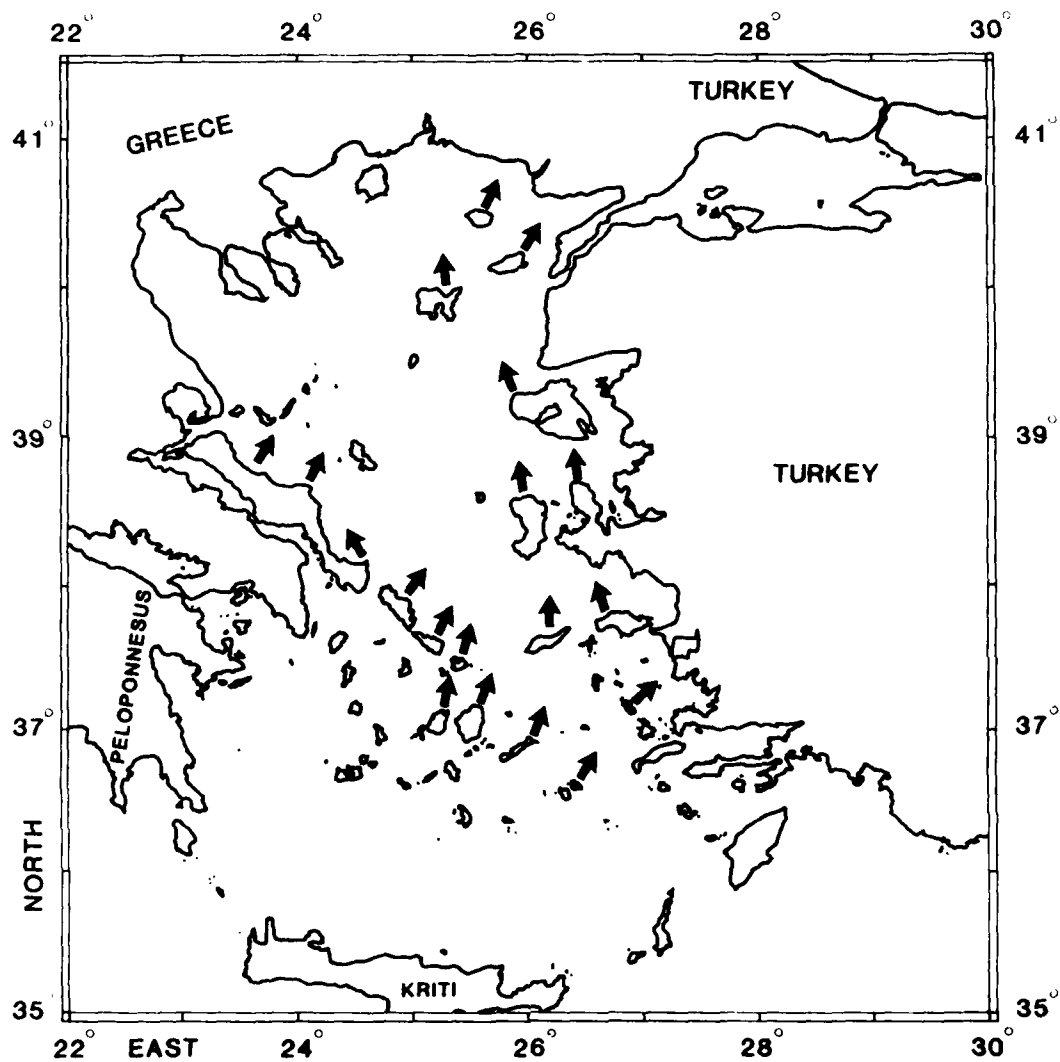 22° 24° 26° 28° 30°
TURKEY
GREECE
41° 41°
39° 39°
TURKEY
PELOPONNESUS
37° 37°
NORTH
KRITI
35 35°
22° EAST 24° 26° 28° 30°